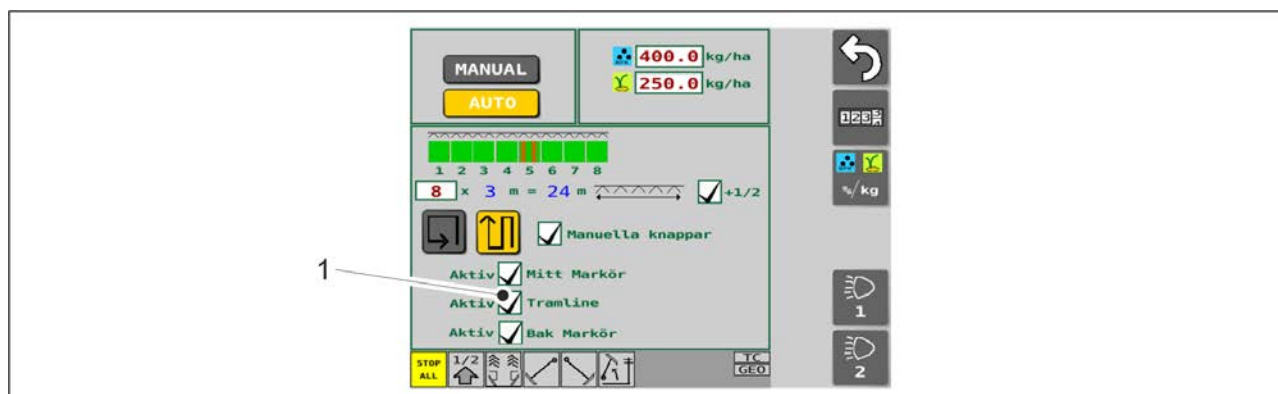 MANUAL
AUTO
400.0 kg/ha
250.0 kg/ha
1 2 3 4 5 6 7 8
8 x 3 m = 24 m +1/2
Manuella knappar
Aktiv Mitt Markör
1
Aktiv Tramline
Aktiv Bak Markör
STOP ALL
1/2
TC
GEO
%/kg
1
2